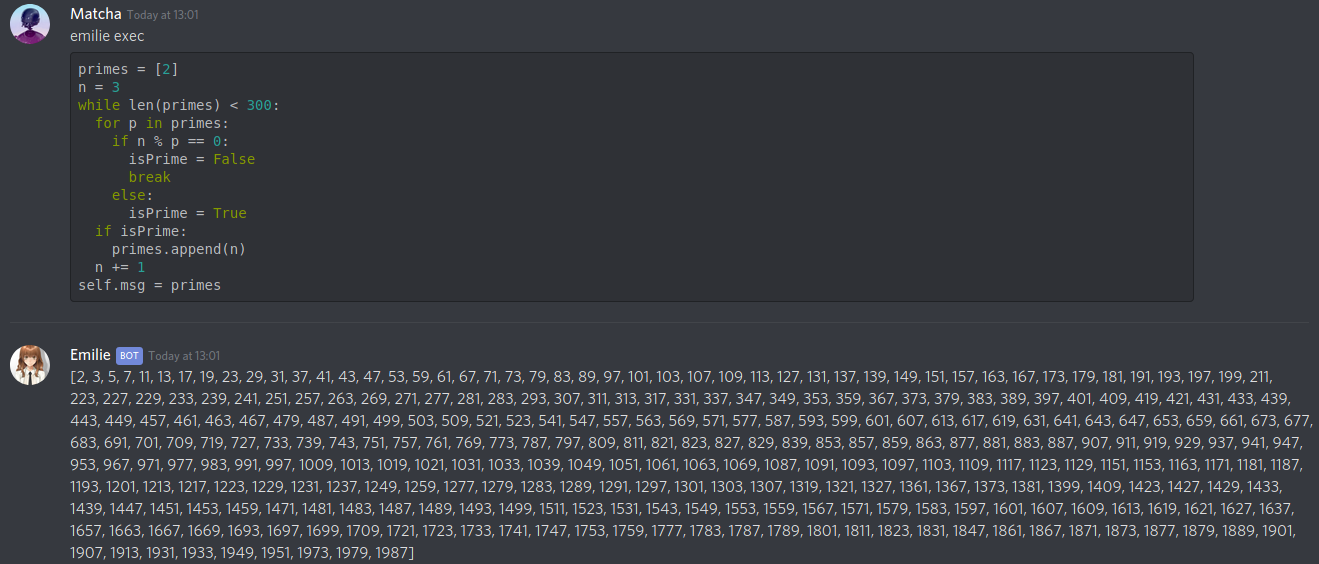 Matcha Today at 13:01
emilie exec
primes = [2]
n = 3
while len(primes) < 300:
  for p in primes:
    if n % p == 0:
      isPrime = False
      break
    else:
      isPrime = True
  if isPrime:
    primes.append(n)
  n += 1
self.msg = primes
Emilie BOT Today at 13:01
[2, 3, 5, 7, 11, 13, 17, 19, 23, 29, 31, 37, 41, 43, 47, 53, 59, 61, 67, 71, 73, 79, 83, 89, 97, 101, 103, 107, 109, 113, 127, 131, 137, 139, 149, 151, 157, 163, 167, 173, 179, 181, 191, 193, 197, 199, 211,
223, 227, 229, 233, 239, 241, 251, 257, 263, 269, 271, 277, 281, 283, 293, 307, 311, 313, 317, 331, 337, 347, 349, 353, 359, 367, 373, 379, 383, 389, 397, 401, 409, 419, 421, 431, 433, 439,
443, 449, 457, 461, 463, 467, 479, 487, 491, 499, 503, 509, 521, 523, 541, 547, 557, 563, 569, 571, 577, 587, 593, 599, 601, 607, 613, 617, 619, 631, 641, 643, 647, 653, 659, 661, 673, 677,
683, 691, 701, 709, 719, 727, 733, 739, 743, 751, 757, 761, 769, 773, 787, 797, 809, 811, 821, 823, 827, 829, 839, 853, 857, 859, 863, 877, 881, 883, 887, 907, 911, 919, 929, 937, 941, 947,
953, 967, 971, 977, 983, 991, 997, 1009, 1013, 1019, 1021, 1031, 1033, 1039, 1049, 1051, 1061, 1063, 1069, 1087, 1091, 1093, 1097, 1103, 1109, 1117, 1123, 1129, 1151, 1153, 1163, 1171, 1181, 1187,
1193, 1201, 1213, 1217, 1223, 1229, 1231, 1237, 1249, 1259, 1277, 1279, 1283, 1289, 1291, 1297, 1301, 1303, 1307, 1319, 1321, 1327, 1361, 1367, 1373, 1381, 1399, 1409, 1423, 1427, 1429, 1433,
1439, 1447, 1451, 1453, 1459, 1471, 1481, 1483, 1487, 1489, 1493, 1499, 1511, 1523, 1531, 1543, 1549, 1553, 1559, 1567, 1571, 1579, 1583, 1597, 1601, 1607, 1609, 1613, 1619, 1621, 1627, 1637,
1657, 1663, 1667, 1669, 1693, 1697, 1699, 1709, 1721, 1723, 1733, 1741, 1747, 1753, 1759, 1777, 1783, 1787, 1789, 1801, 1811, 1823, 1831, 1847, 1861, 1867, 1871, 1873, 1877, 1879, 1889, 1901,
1907, 1913, 1931, 1933, 1949, 1951, 1973, 1979, 1987]